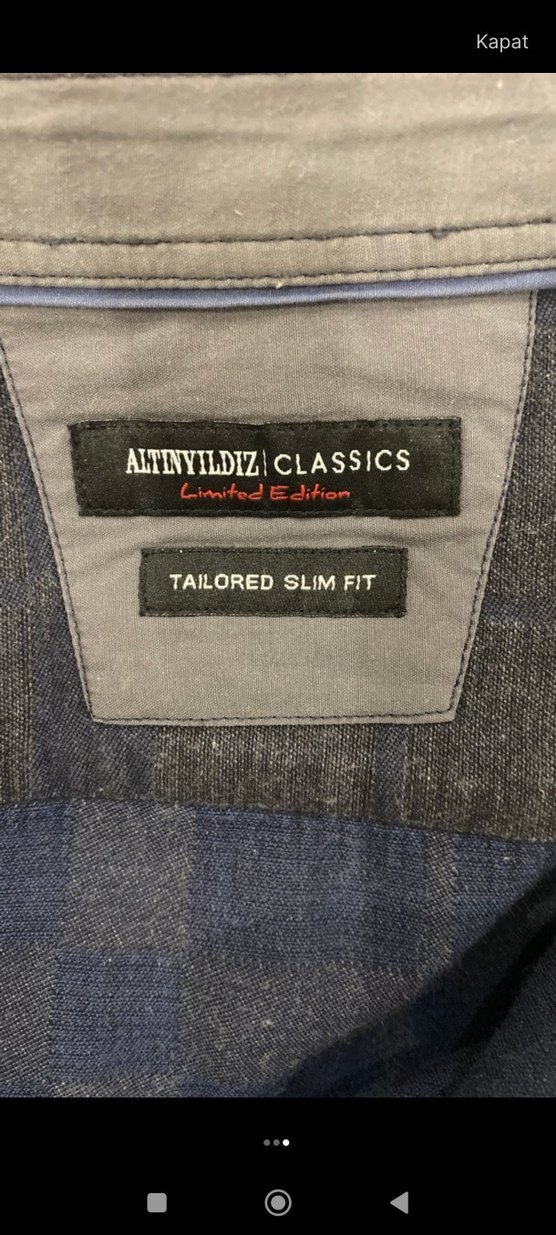 Kapat
ALTINYILDIZ | CLASSICS
Limited Edition
TAILORED SLIM FIT